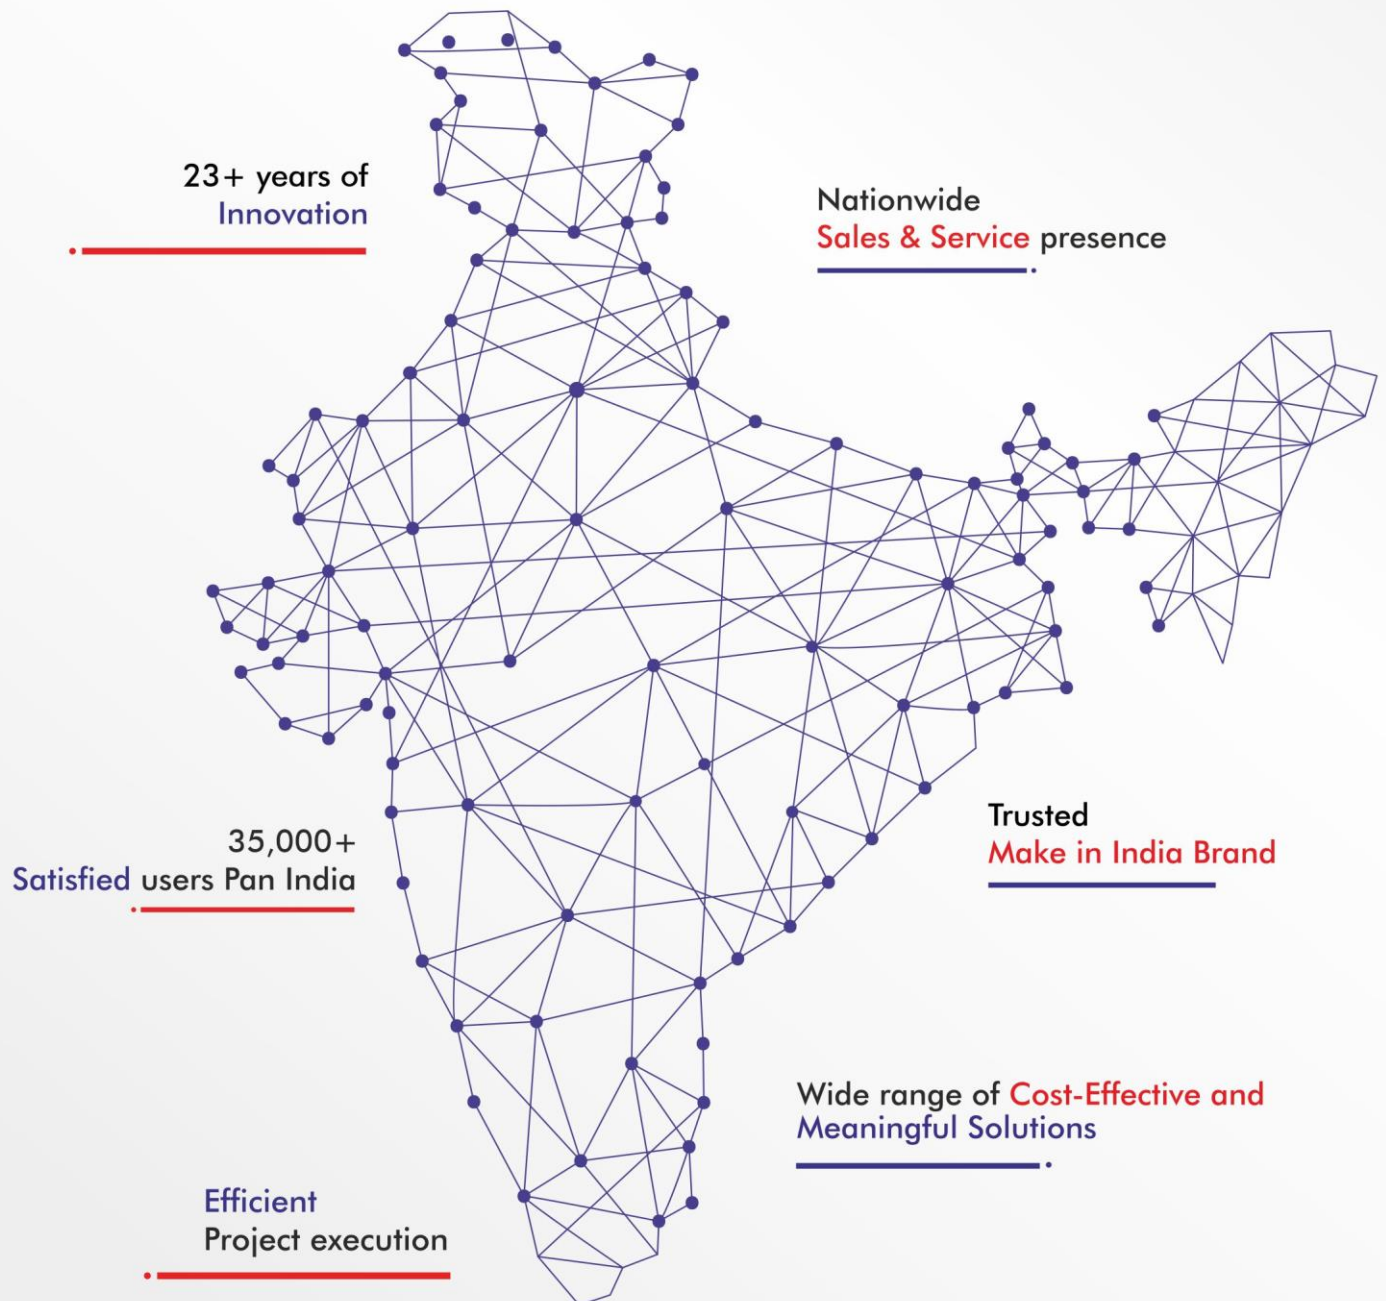 23+ years of
Innovation
Nationwide
Sales & Service presence
35,000+
Satisfied users Pan India
Trusted
Make in India Brand
Wide range of Cost-Effective and
Meaningful Solutions
Efficient
Project execution